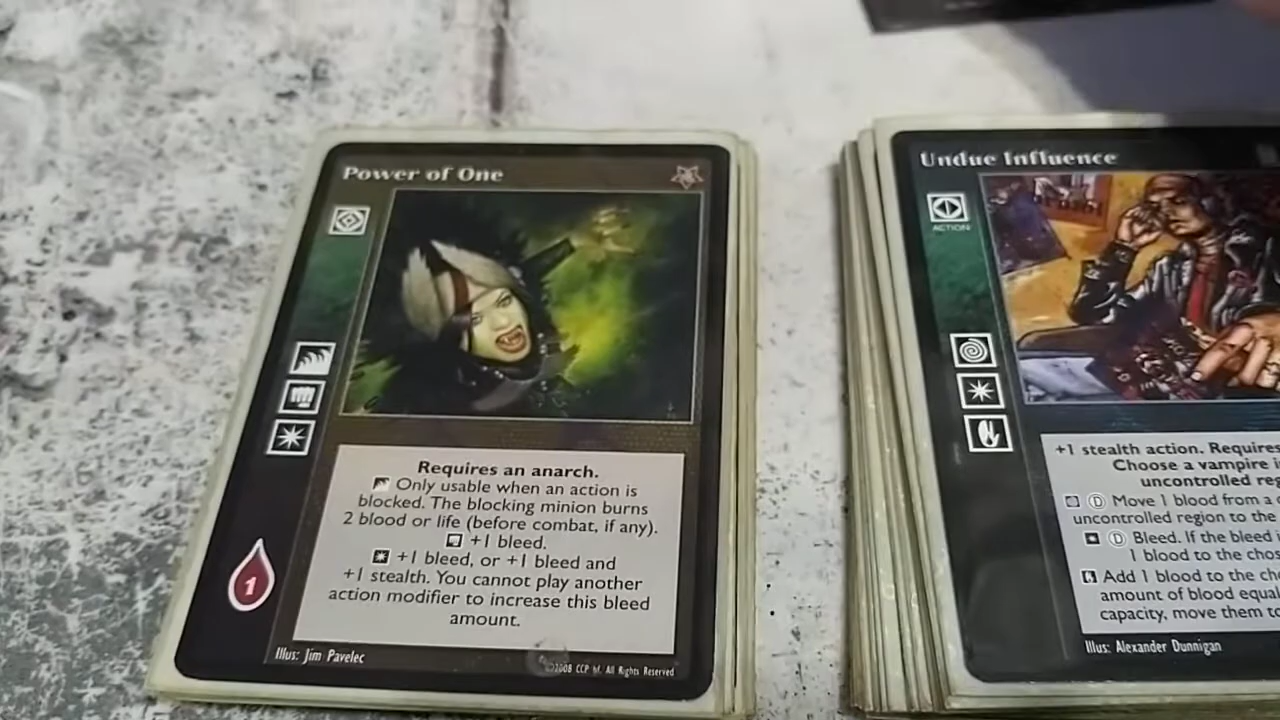 Power of One
1
Requires an anarch.
Only usable when an action is
blocked. The blocking minion burns
2 blood or life (before combat, if any).
+1 bleed.
+1 bleed, or +1 bleed and
+1 stealth. You cannot play another
action modifier to increase this bleed
amount.
Illus: Jim Pavelec
©2008 CCP hf. All Rights Reserved
Undue Influence
ACTION
+1 stealth action. Requires
Choose a vampire i
uncontrolled reg
D Move 1 blood from a
uncontrolled region to the
D Bleed. If the bleed i
1 blood to the chos
Add 1 blood to the ch
amount of blood equal
capacity, move them to
Illus: Alexander Dunnigan